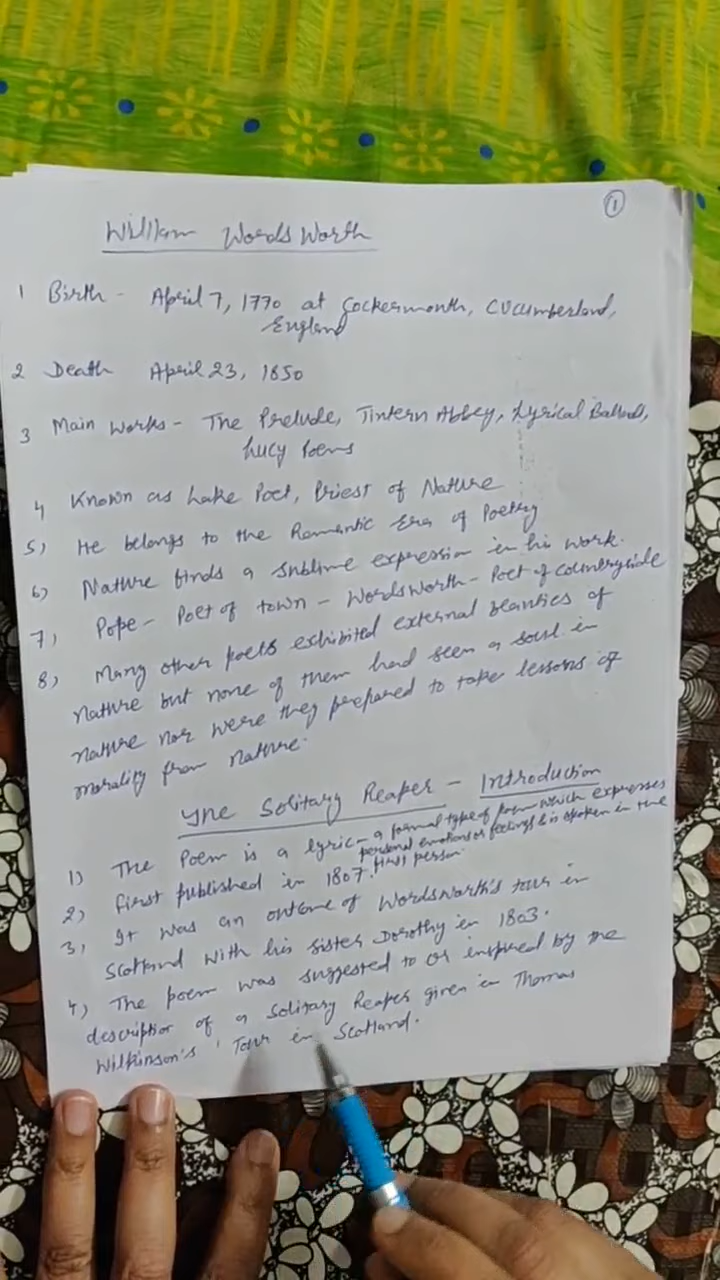 1
William WordsWorth
1 Birth - April 7, 1770 at Cockermonth, CUcumberland,
England
2 Death April 23, 1850
3 Main Works - The Prelude, Tintern Abbey, Lyrical Ballads,
Lucy Poems
4 Known as Lake Poet, Priest of Nature
5) He belongs to the Romantic Era of Poetry
6) Nature finds a sublime expression in his work.
7) Pope - Poet of town - WordsWorth - Poet of Countryside
8) Many other poets exhibited external beauties of
nature but none of them had seen a soul in
nature nor were they prepared to take lessons of
morality from nature.
The Solitary Reaper - Introduction
1) The Poem is a lyric - a formal type of poem which expresses
personal emotions or feelings & is spoken in the
first person.
2) First published in 1807.
3) It was an outcome of Wordsworth's tour in
Scotland with his sister Dorothy in 1803.
4) The poem was suggested to or inspired by the
description of a Solitary Reaper given in Thomas
Wilkinson's 'Tour in Scotland.